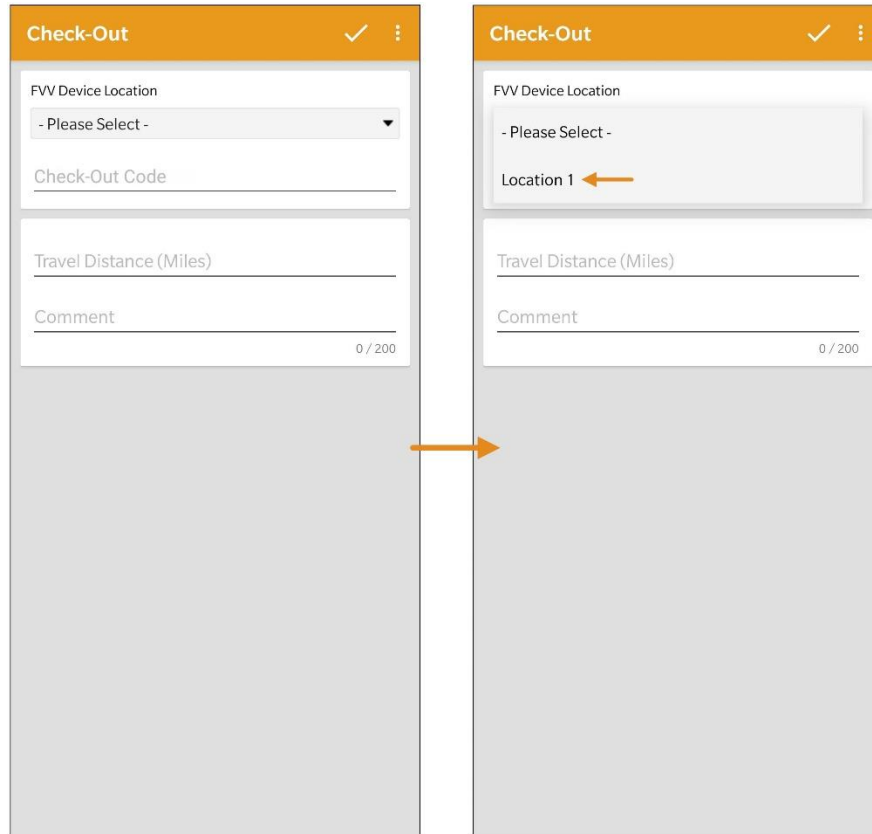 Check-Out
FVV Device Location
- Please Select -
Check-Out Code
Travel Distance (Miles)
Comment
0 / 200
Check-Out
FVV Device Location
- Please Select -
Location 1
Travel Distance (Miles)
Comment
0 / 200